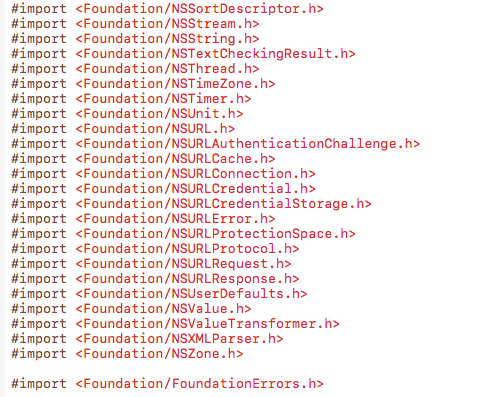 #import <Foundation/NSSortDescriptor.h>
#import <Foundation/NSStream.h>
#import <Foundation/NSString.h>
#import <Foundation/NSTextCheckingResult.h>
#import <Foundation/NSThread.h>
#import <Foundation/NSTimeZone.h>
#import <Foundation/NSTimer.h>
#import <Foundation/NSUnit.h>
#import <Foundation/NSURL.h>
#import <Foundation/NSURLAuthenticationChallenge.h>
#import <Foundation/NSURLCache.h>
#import <Foundation/NSURLConnection.h>
#import <Foundation/NSURLCredential.h>
#import <Foundation/NSURLCredentialStorage.h>
#import <Foundation/NSURLError.h>
#import <Foundation/NSURLProtectionSpace.h>
#import <Foundation/NSURLProtocol.h>
#import <Foundation/NSURLRequest.h>
#import <Foundation/NSURLResponse.h>
#import <Foundation/NSUserDefaults.h>
#import <Foundation/NSValue.h>
#import <Foundation/NSValueTransformer.h>
#import <Foundation/NSXMLParser.h>
#import <Foundation/NSZone.h>
#import <Foundation/FoundationErrors.h>